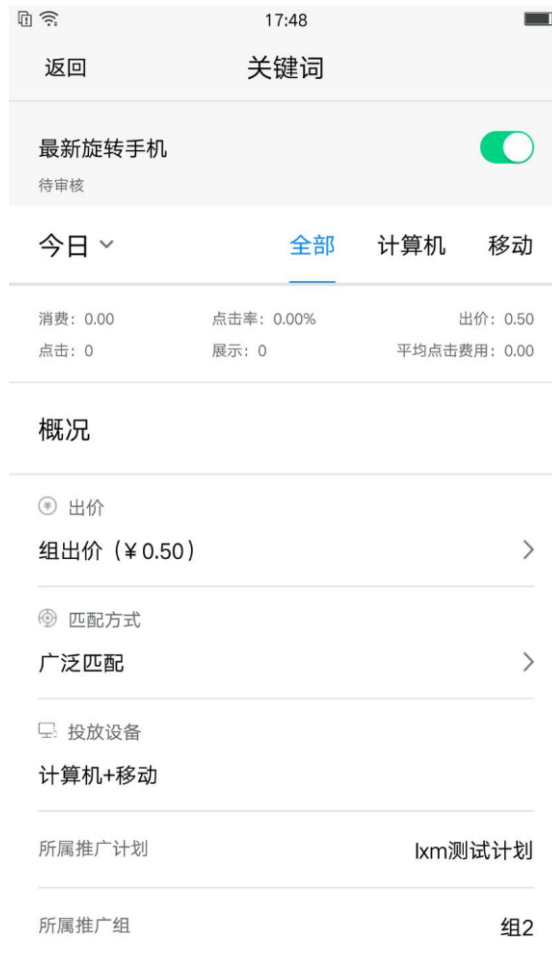 17:48
返回 关键词
最新旋转手机
待审核
今日 全部 计算机 移动
消费：0.00 点击率：0.00% 出价：0.50
点击：0 展示：0 平均点击费用：0.00
概况
出价
组出价（¥0.50）
匹配方式
广泛匹配
投放设备
计算机+移动
所属推广计划 lxm测试计划
所属推广组 组2